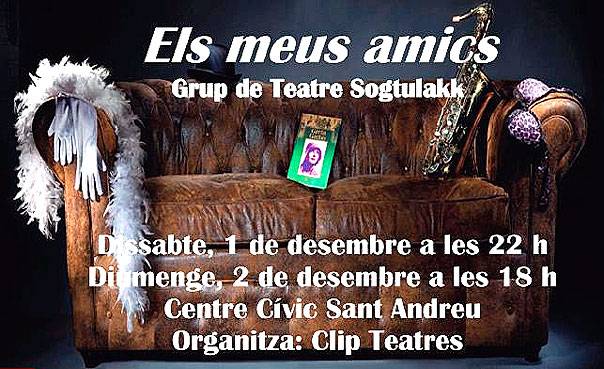 Els meus amics
Grup de Teatre Sogtulakk
Dissabte, 1 de desembre a les 22 h
Diumenge, 2 de desembre a les 18 h
Centre Cívic Sant Andreu
Organitza: Clip Teatres